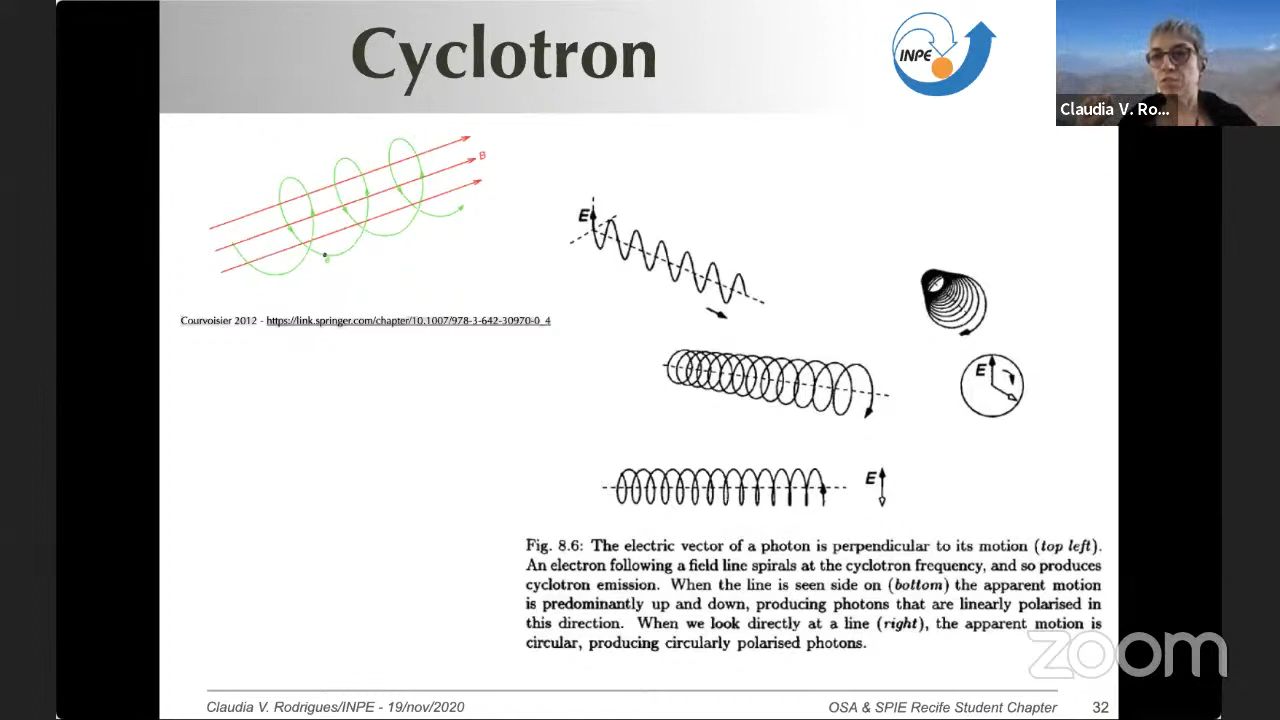 Cyclotron
INPE
Claudia V. Ro...
B
e
E
Courvoisier 2012 - https://link.springer.com/chapter/10.1007/978-3-642-30970-0_4
E
E
Fig. 8.6: The electric vector of a photon is perpendicular to its motion (top left).
An electron following a field line spirals at the cyclotron frequency, and so produces
cyclotron emission. When the line is seen side on (bottom) the apparent motion
is predominantly up and down, producing photons that are linearly polarised in
this direction. When we look directly at a line (right), the apparent motion is
circular, producing circularly polarised photons.
zoom
Claudia V. Rodrigues/INPE - 19/nov/2020
OSA & SPIE Recife Student Chapter
32